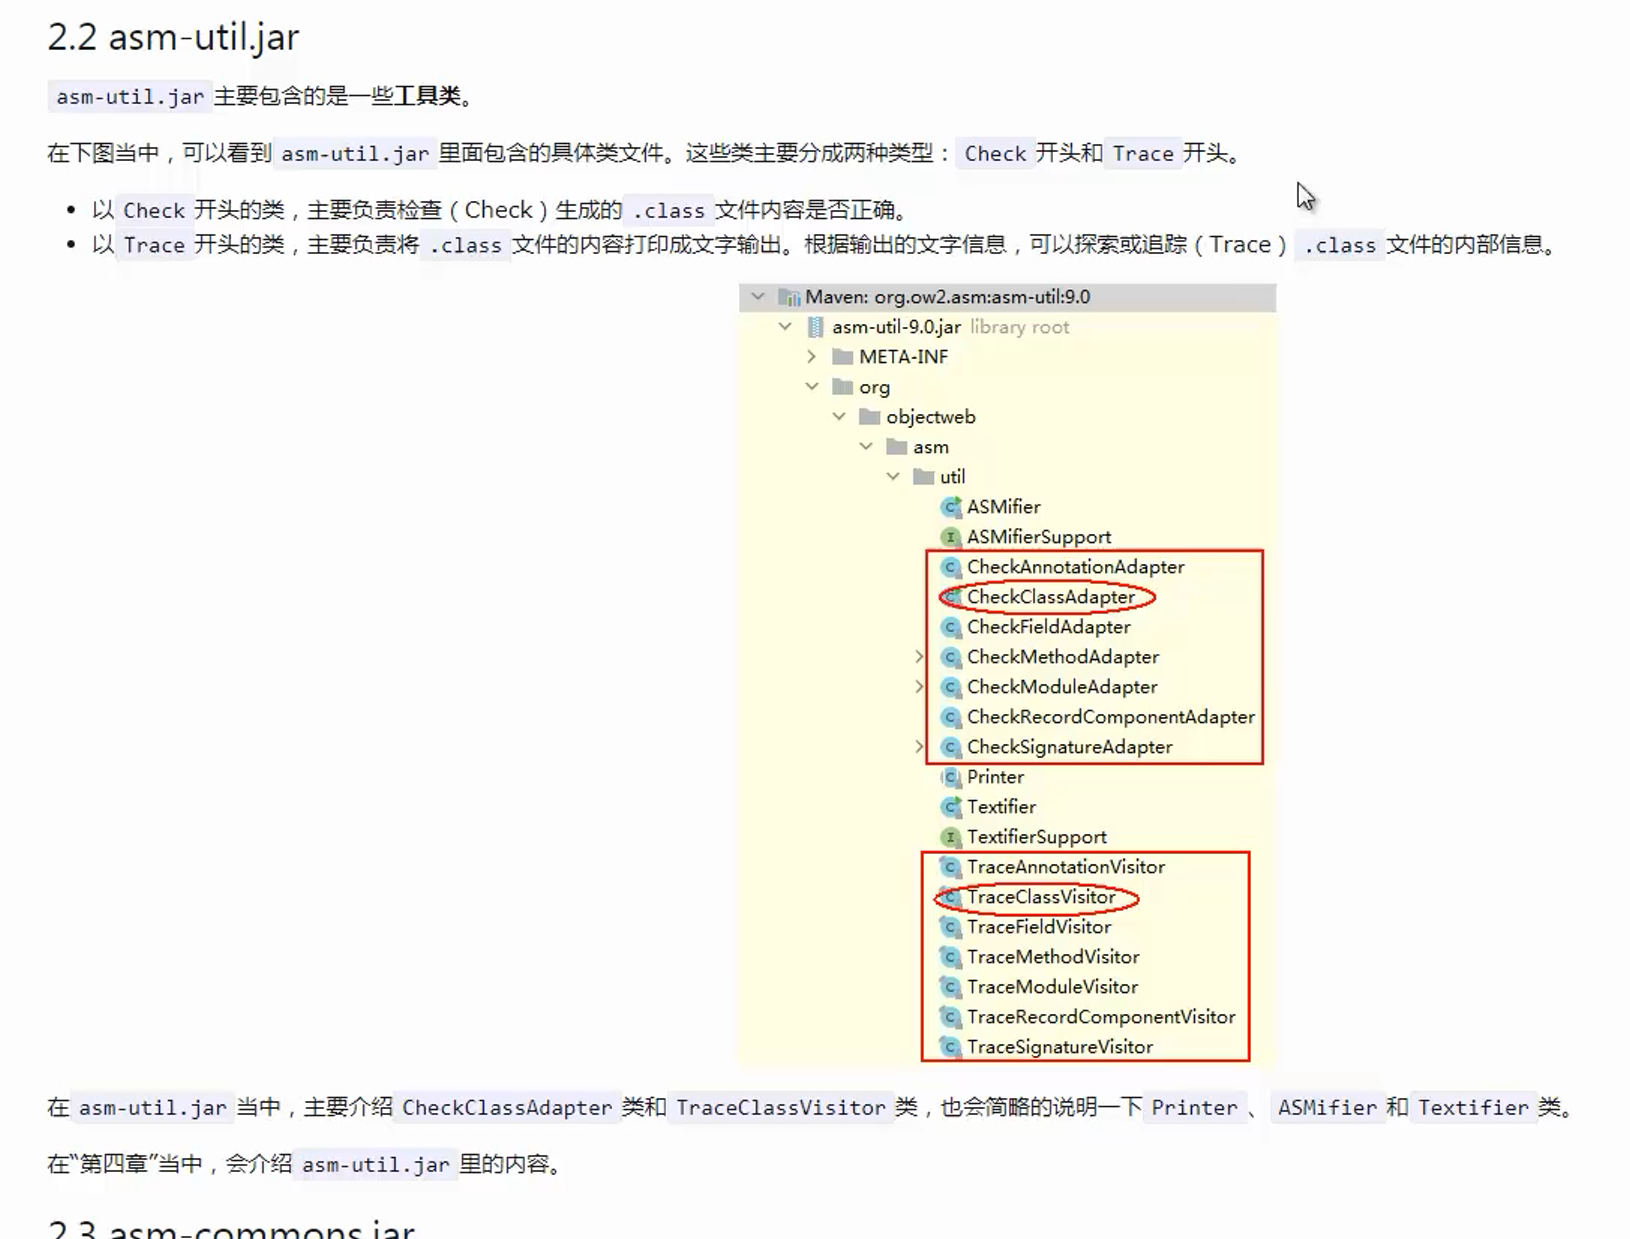 2.2 asm-util.jar
asm-util.jar 主要包含的是一些工具类。
在下图当中，可以看到 asm-util.jar 里面包含的具体类文件。这些类主要分成两种类型：Check 开头和 Trace 开头。
• 以 Check 开头的类，主要负责检查（Check）生成的 .class 文件内容是否正确。
• 以 Trace 开头的类，主要负责将 .class 文件的内容打印成文字输出。根据输出的文字信息，可以探索或追踪（Trace）.class 文件的内部信息。
Maven: org.ow2.asm:asm-util:9.0
asm-util-9.0.jar library root
META-INF
org
objectweb
asm
util
ASMifier
ASMifierSupport
CheckAnnotationAdapter
CheckClassAdapter
CheckFieldAdapter
CheckMethodAdapter
CheckModuleAdapter
CheckRecordComponentAdapter
CheckSignatureAdapter
Printer
Textifier
TextifierSupport
TraceAnnotationVisitor
TraceClassVisitor
TraceFieldVisitor
TraceMethodVisitor
TraceModuleVisitor
TraceRecordComponentVisitor
TraceSignatureVisitor
在 asm-util.jar 当中，主要介绍 CheckClassAdapter 类和 TraceClassVisitor 类，也会简略的说明一下 Printer、ASMifier 和 Textifier 类。
在“第四章”当中，会介绍 asm-util.jar 里的内容。
2.3 asm-commons.jar